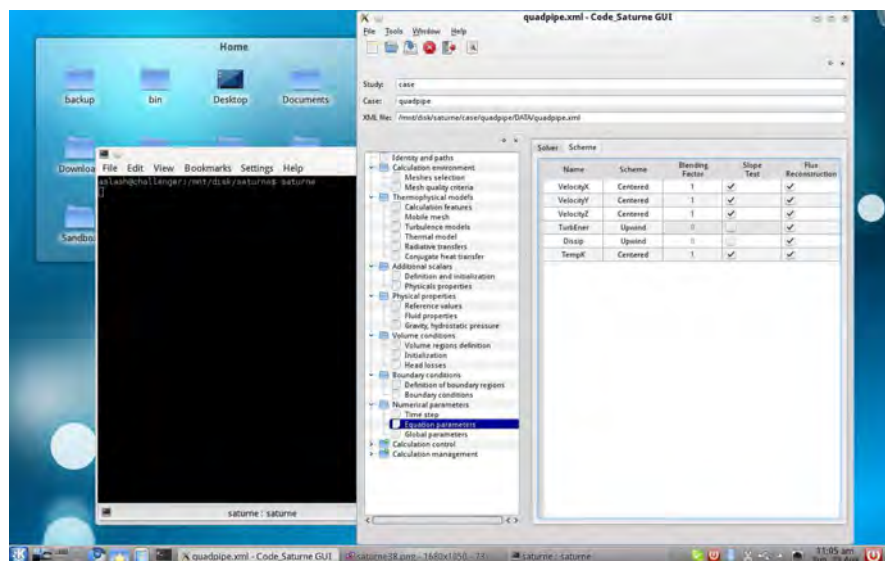 quadpipe.xml - Code_Saturne GUI
File Tools Window Help
Home
backup bin Desktop Documents
Study: case
Case: quadpipe
XML file: /mnt/disk/saturne/case/quadpipe/DATA/quadpipe.xml
File Edit View Bookmarks Settings Help
aslash@challenger:/mnt/disk/saturne$ saturne
Identity and paths
Calculation environment
Meshes selection
Mesh quality criteria
Thermophysical models
Calculation features
Mobile mesh
Turbulence models
Thermal model
Radiative transfers
Conjugate heat transfer
Additional scalars
Definition and initialization
Physicals properties
Physical properties
Reference values
Fluid properties
Gravity, hydrostatic pressure
Volume conditions
Volume regions definition
Initialization
Head losses
Boundary conditions
Definition of boundary regions
Boundary conditions
Numerical parameters
Time step
Equation parameters
Global parameters
Calculation control
Calculation management
Solver Scheme
Name Scheme Blending Factor Slope Test Flux Reconstruction
VelocityX Centered 1
VelocityY Centered 1
VelocityZ Centered 1
TurbEner Upwind 0
Dissip Upwind 0
TempK Centered 1
saturne : saturne
quadpipe.xml - Code_Saturne GUI
saturne : saturne
11:05 am